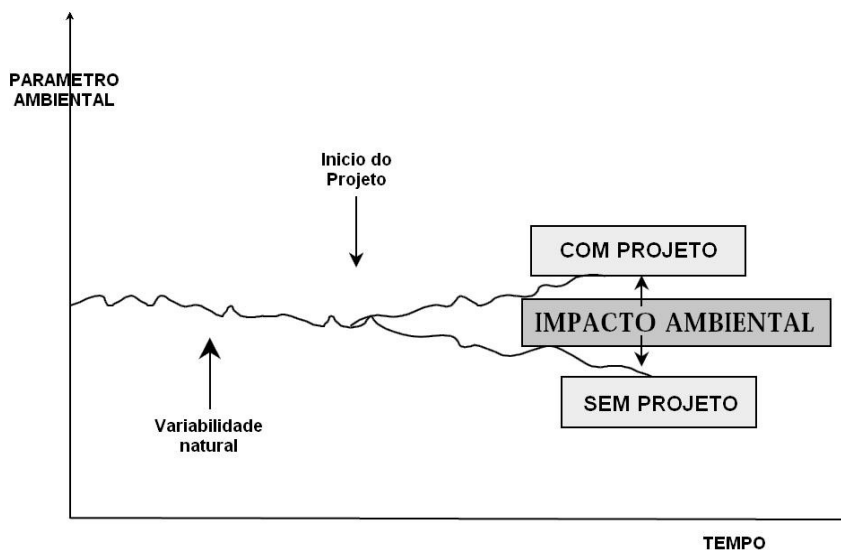 PARAMETRO
AMBIENTAL
Inicio do
Projeto
COM PROJETO
IMPACTO AMBIENTAL
SEM PROJETO
Variabilidade
natural
TEMPO